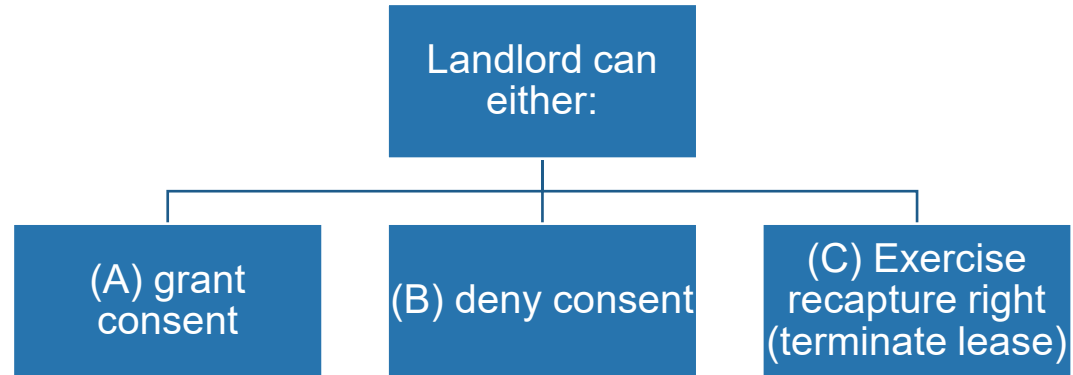 Landlord can
either:
(A) grant
consent
(B) deny consent
(C) Exercise
recapture right
(terminate lease)